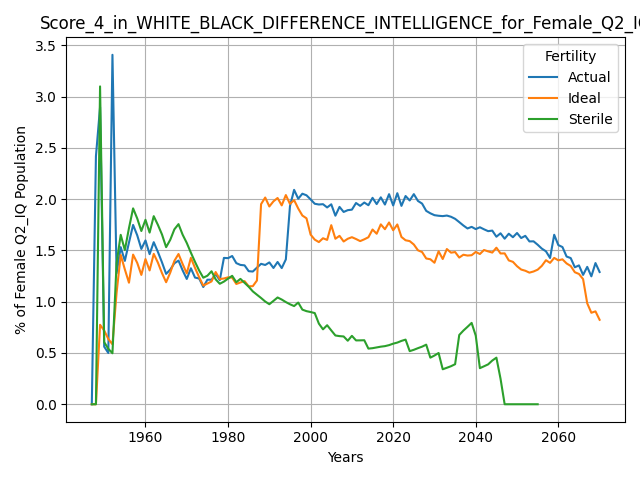 Score_4_in_WHITE_BLACK_DIFFERENCE_INTELLIGENCE_for_Female_Q2_IQ
Fertility
Actual
Ideal
Sterile
% of Female Q2_IQ Population
3.5
3.0
2.5
2.0
1.5
1.0
0.5
0.0
1960 1980 2000 2020 2040 2060
Years